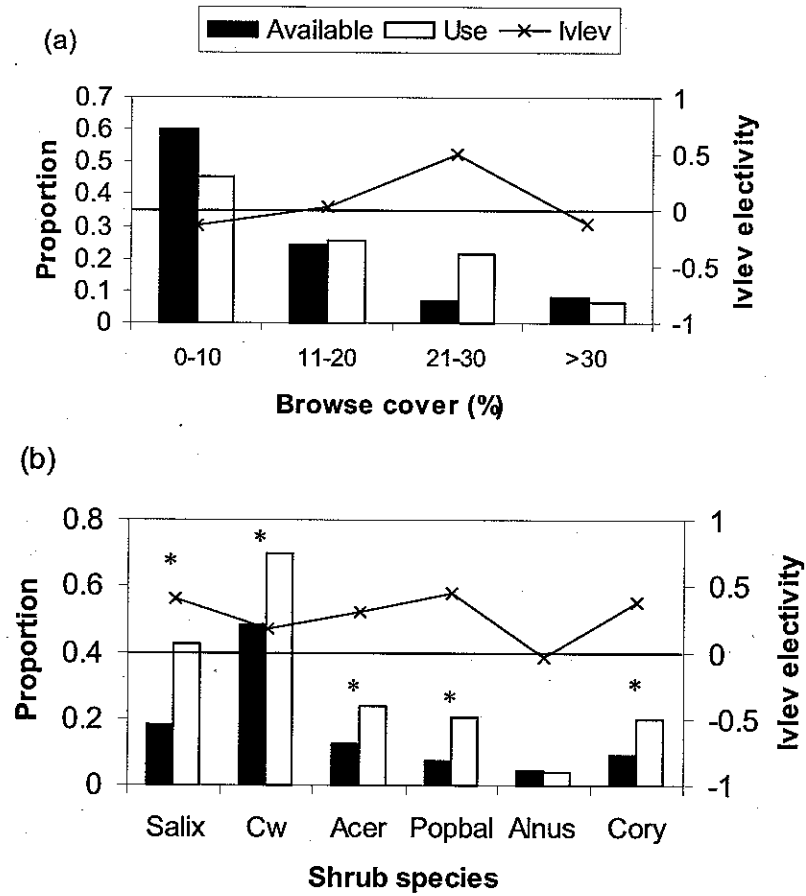 (a)
Available Use Ivlev
0.7
0.6
0.5
0.4
0.3
0.2
0.1
0
Proportion
1
0.5
0
-0.5
-1
Ivlev electivity
0-10 11-20 21-30 >30
Browse cover (%)
(b)
0.8
0.6
0.4
0.2
0
Proportion
* * * * *
1
0.5
0
-0.5
-1
Ivlev electivity
Salix Cw Acer Popbal Alnus Cory
Shrub species